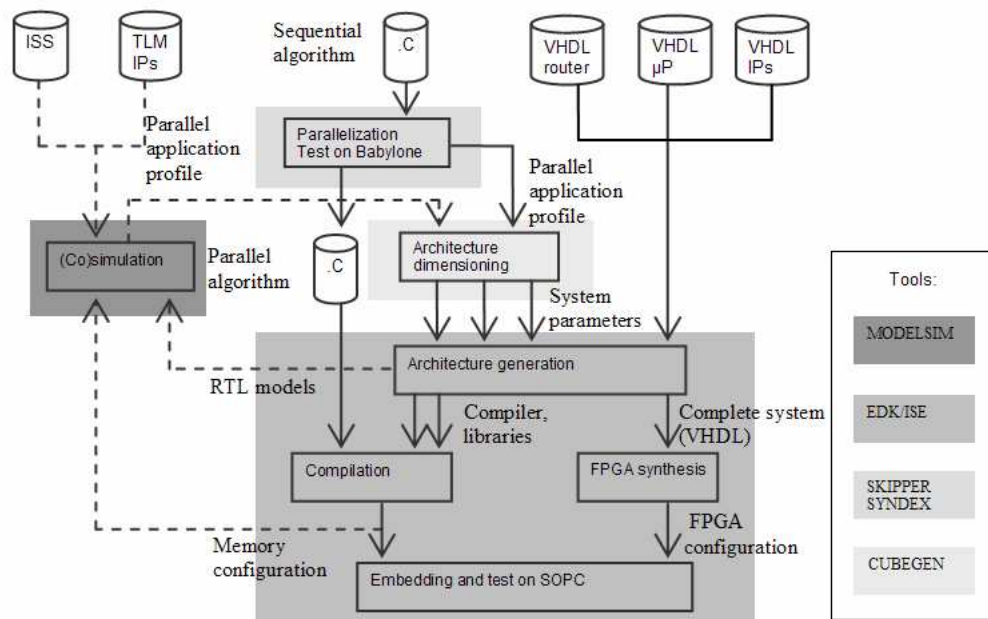 ISS
TLM
IPs
Sequential
algorithm
.C
VHDL
router
VHDL
µP
VHDL
IPs
Parallel
application
profile
Parallelization
Test on Babylone
Parallel
application
profile
(Co)simulation
Parallel
algorithm
.C
Architecture
dimensioning
System
parameters
Architecture generation
RTL models
Compiler,
libraries
Complete system
(VHDL)
Compilation
FPGA synthesis
Memory
configuration
FPGA
configuration
Embedding and test on SOPC
Tools:
MODELSIM
EDK/ISE
SKIPPER
SYNDEX
CUBEGEN